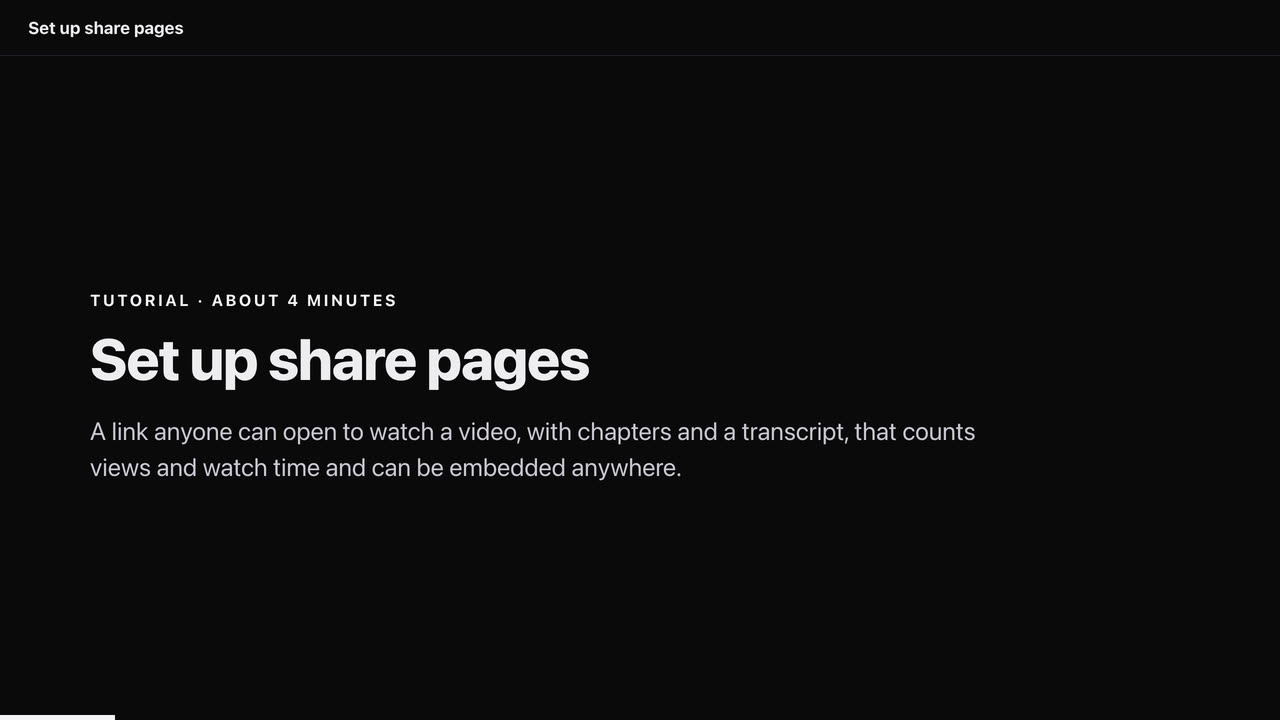 Set up share pages
TUTORIAL · ABOUT 4 MINUTES
Set up share pages
A link anyone can open to watch a video, with chapters and a transcript, that counts
views and watch time and can be embedded anywhere.